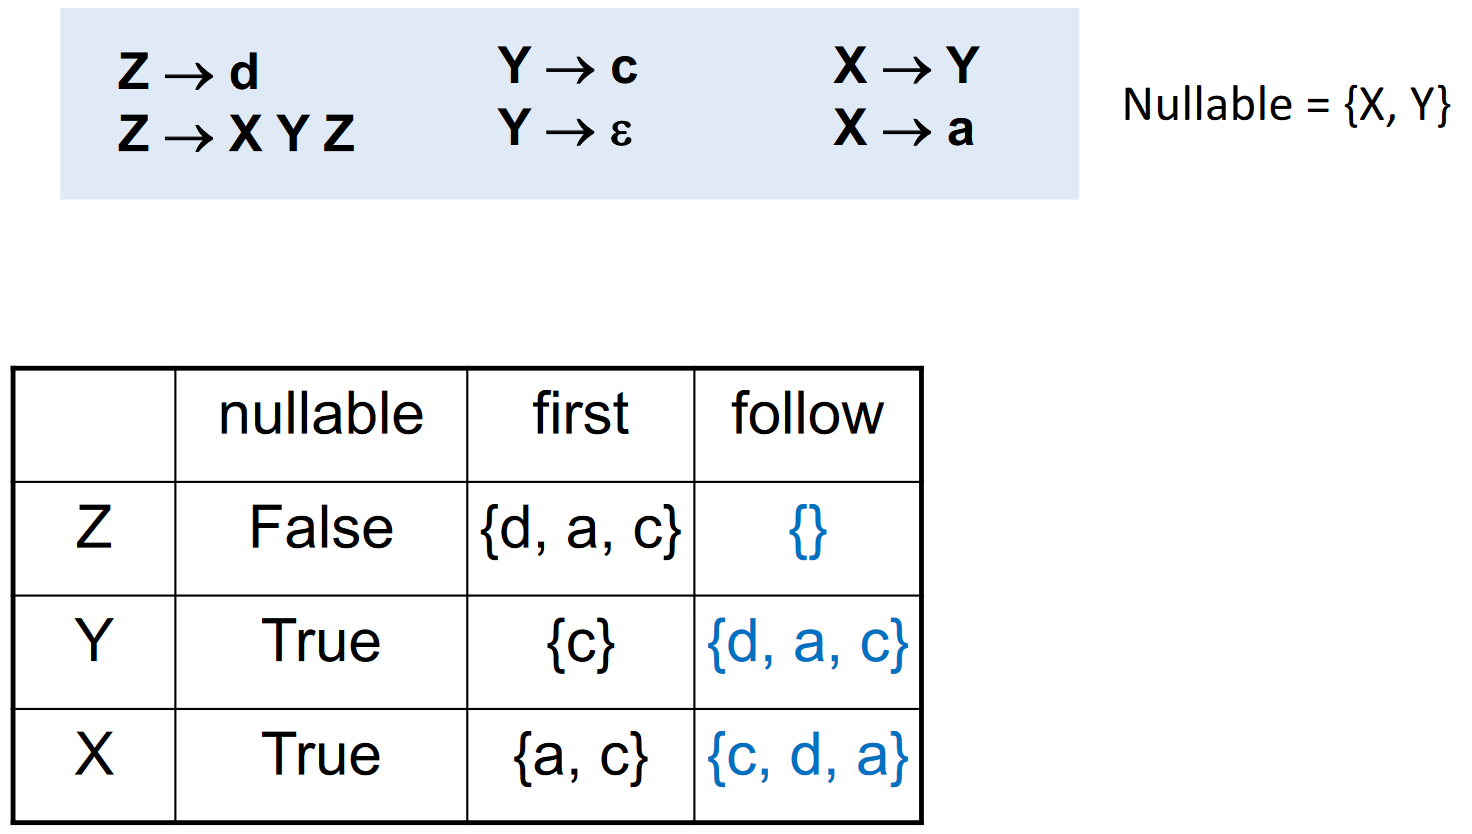 Z → d Y → c X → Y
Z → X Y Z Y → ε X → a
Nullable = {X, Y}
nullable first follow
Z False {d, a, c} {}
Y True {c} {d, a, c}
X True {a, c} {c, d, a}